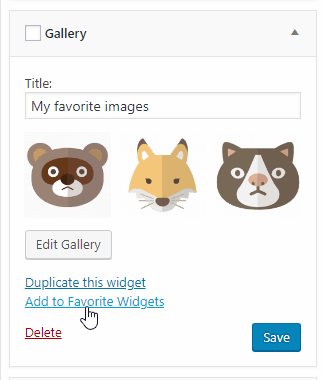 Gallery
Title:
My favorite images
Edit Gallery
Duplicate this widget
Add to Favorite Widgets
Delete
Save